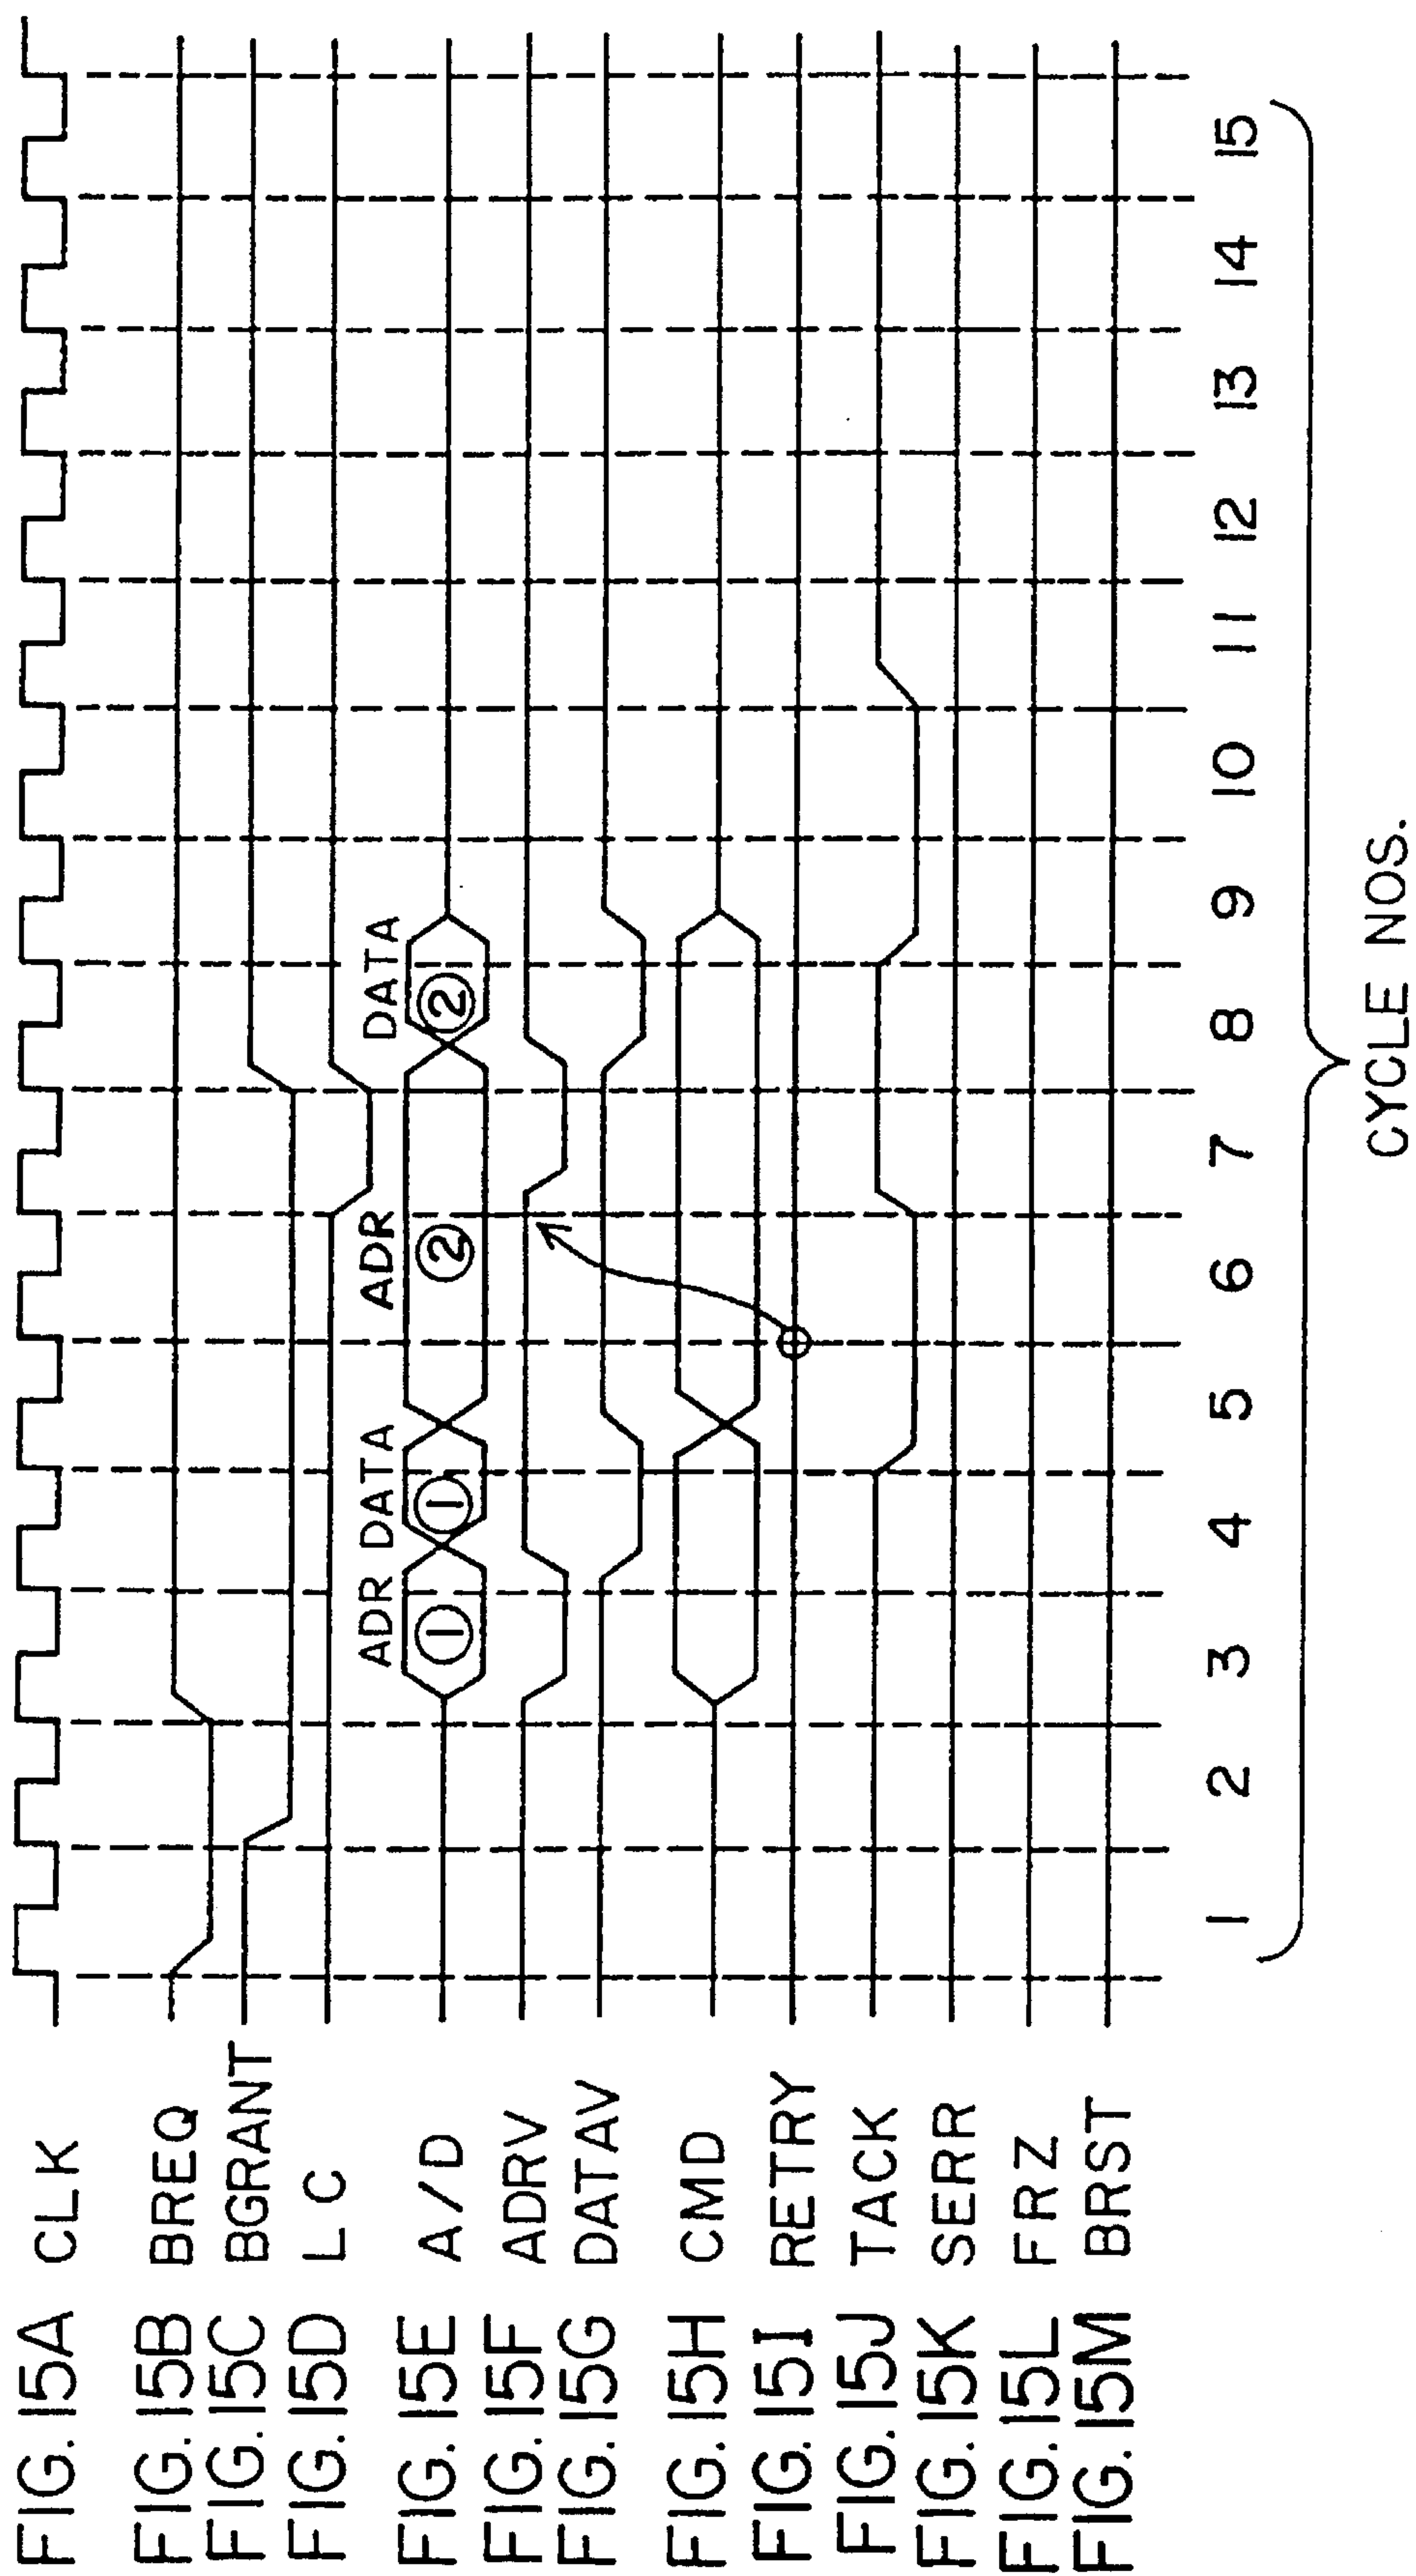 FIG. 15A CLK
FIG. 15B BREQ
FIG. 15C BGRANT
FIG. 15D LC
ADR DATA ADR DATA
FIG. 15E A/D ① ① ② ②
FIG. 15F ADRV
FIG. 15G DATAV
FIG. 15H CMD
FIG. 15I RETRY
FIG. 15J TACK
FIG. 15K SERR
FIG. 15L FRZ
FIG. 15M BRST
1 2 3 4 5 6 7 8 9 10 11 12 13 14 15
CYCLE NOS.